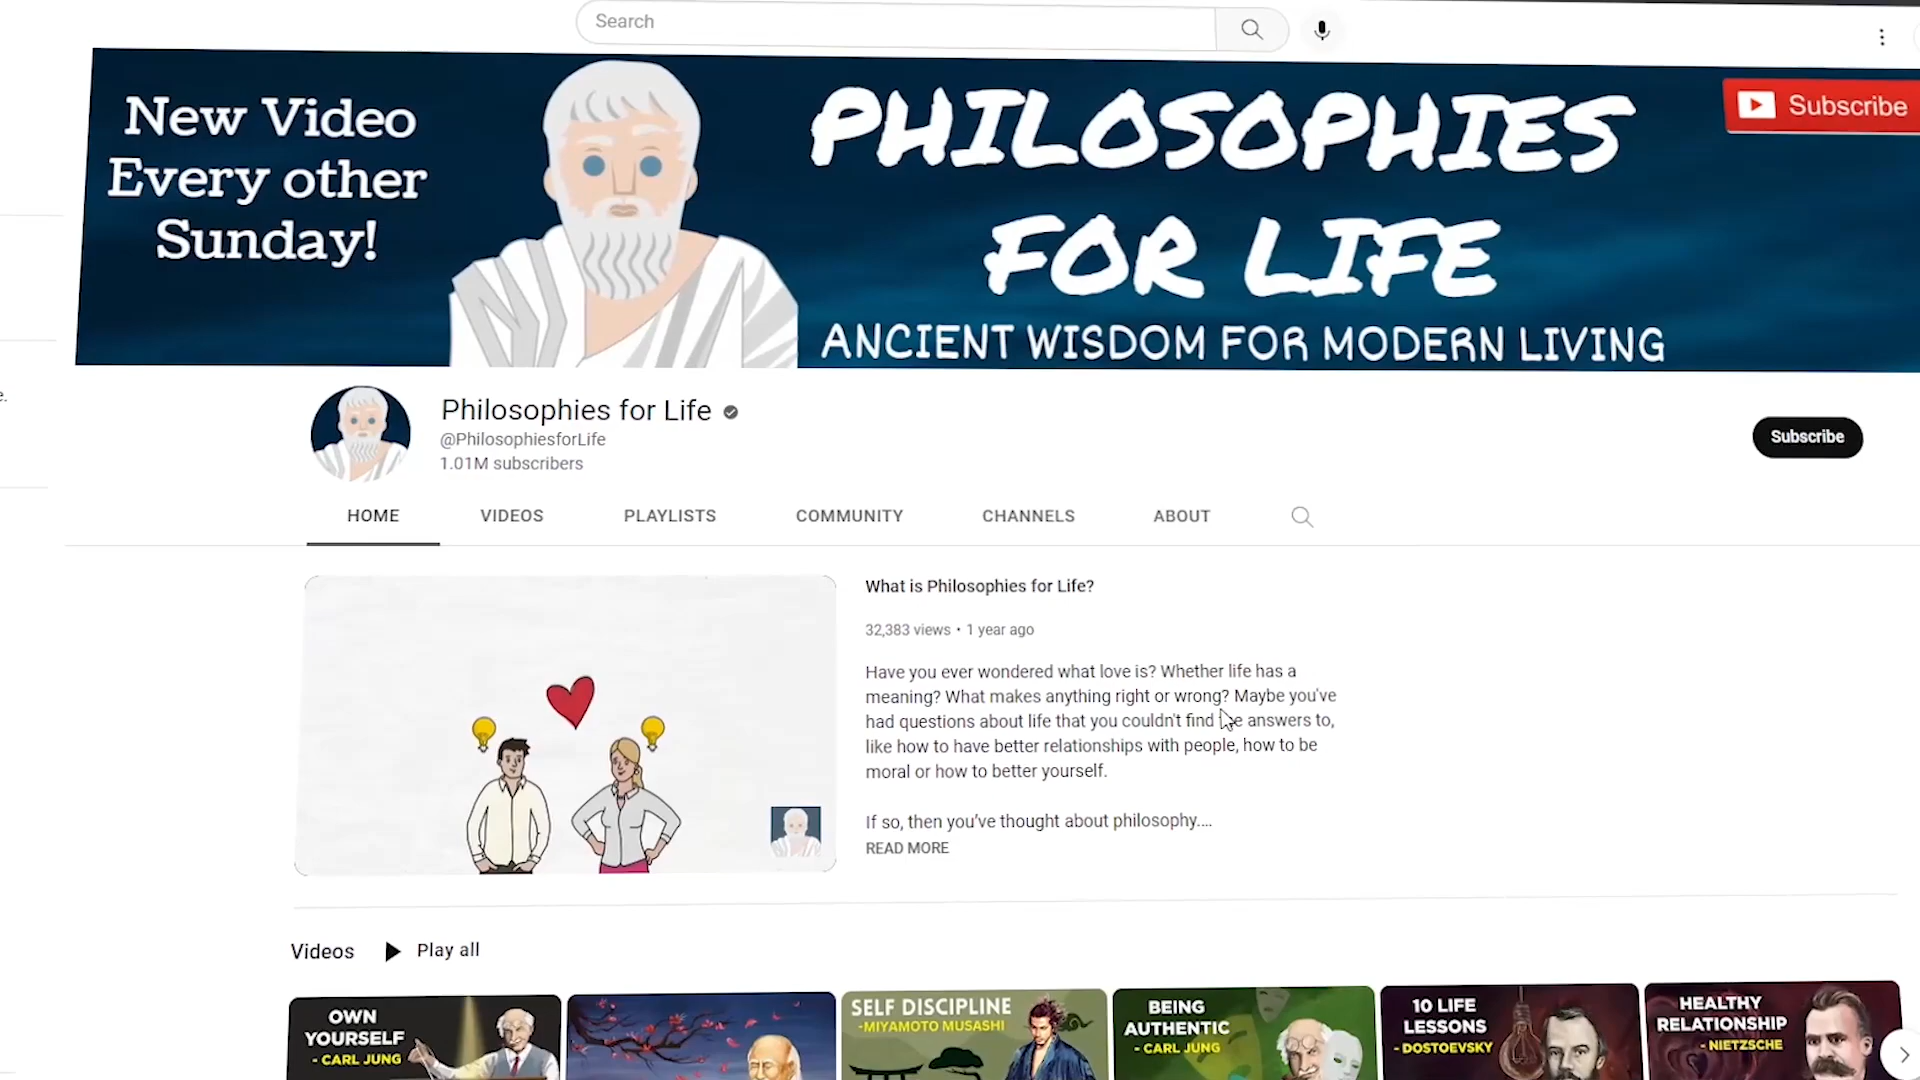 Search
New Video
Every other
Sunday!
PHILOSOPHIES
FOR LIFE
ANCIENT WISDOM FOR MODERN LIVING
Subscribe
Philosophies for Life
@PhilosophiesforLife
1.01M subscribers
Subscribe
HOME VIDEOS PLAYLISTS COMMUNITY CHANNELS ABOUT
What is Philosophies for Life?
32,383 views • 1 year ago
Have you ever wondered what love is? Whether life has a
meaning? What makes anything right or wrong? Maybe you've
had questions about life that you couldn't find the answers to,
like how to have better relationships with people, how to be
moral or how to better yourself.
If so, then you've thought about philosophy....
READ MORE
Videos Play all
OWN
YOURSELF
- CARL JUNG
SELF DISCIPLINE
-MIYAMOTO MUSASHI
BEING
AUTHENTIC
- CARL JUNG
10 LIFE
LESSONS
- DOSTOEVSKY
HEALTHY
RELATIONSHIP
- NIETZSCHE